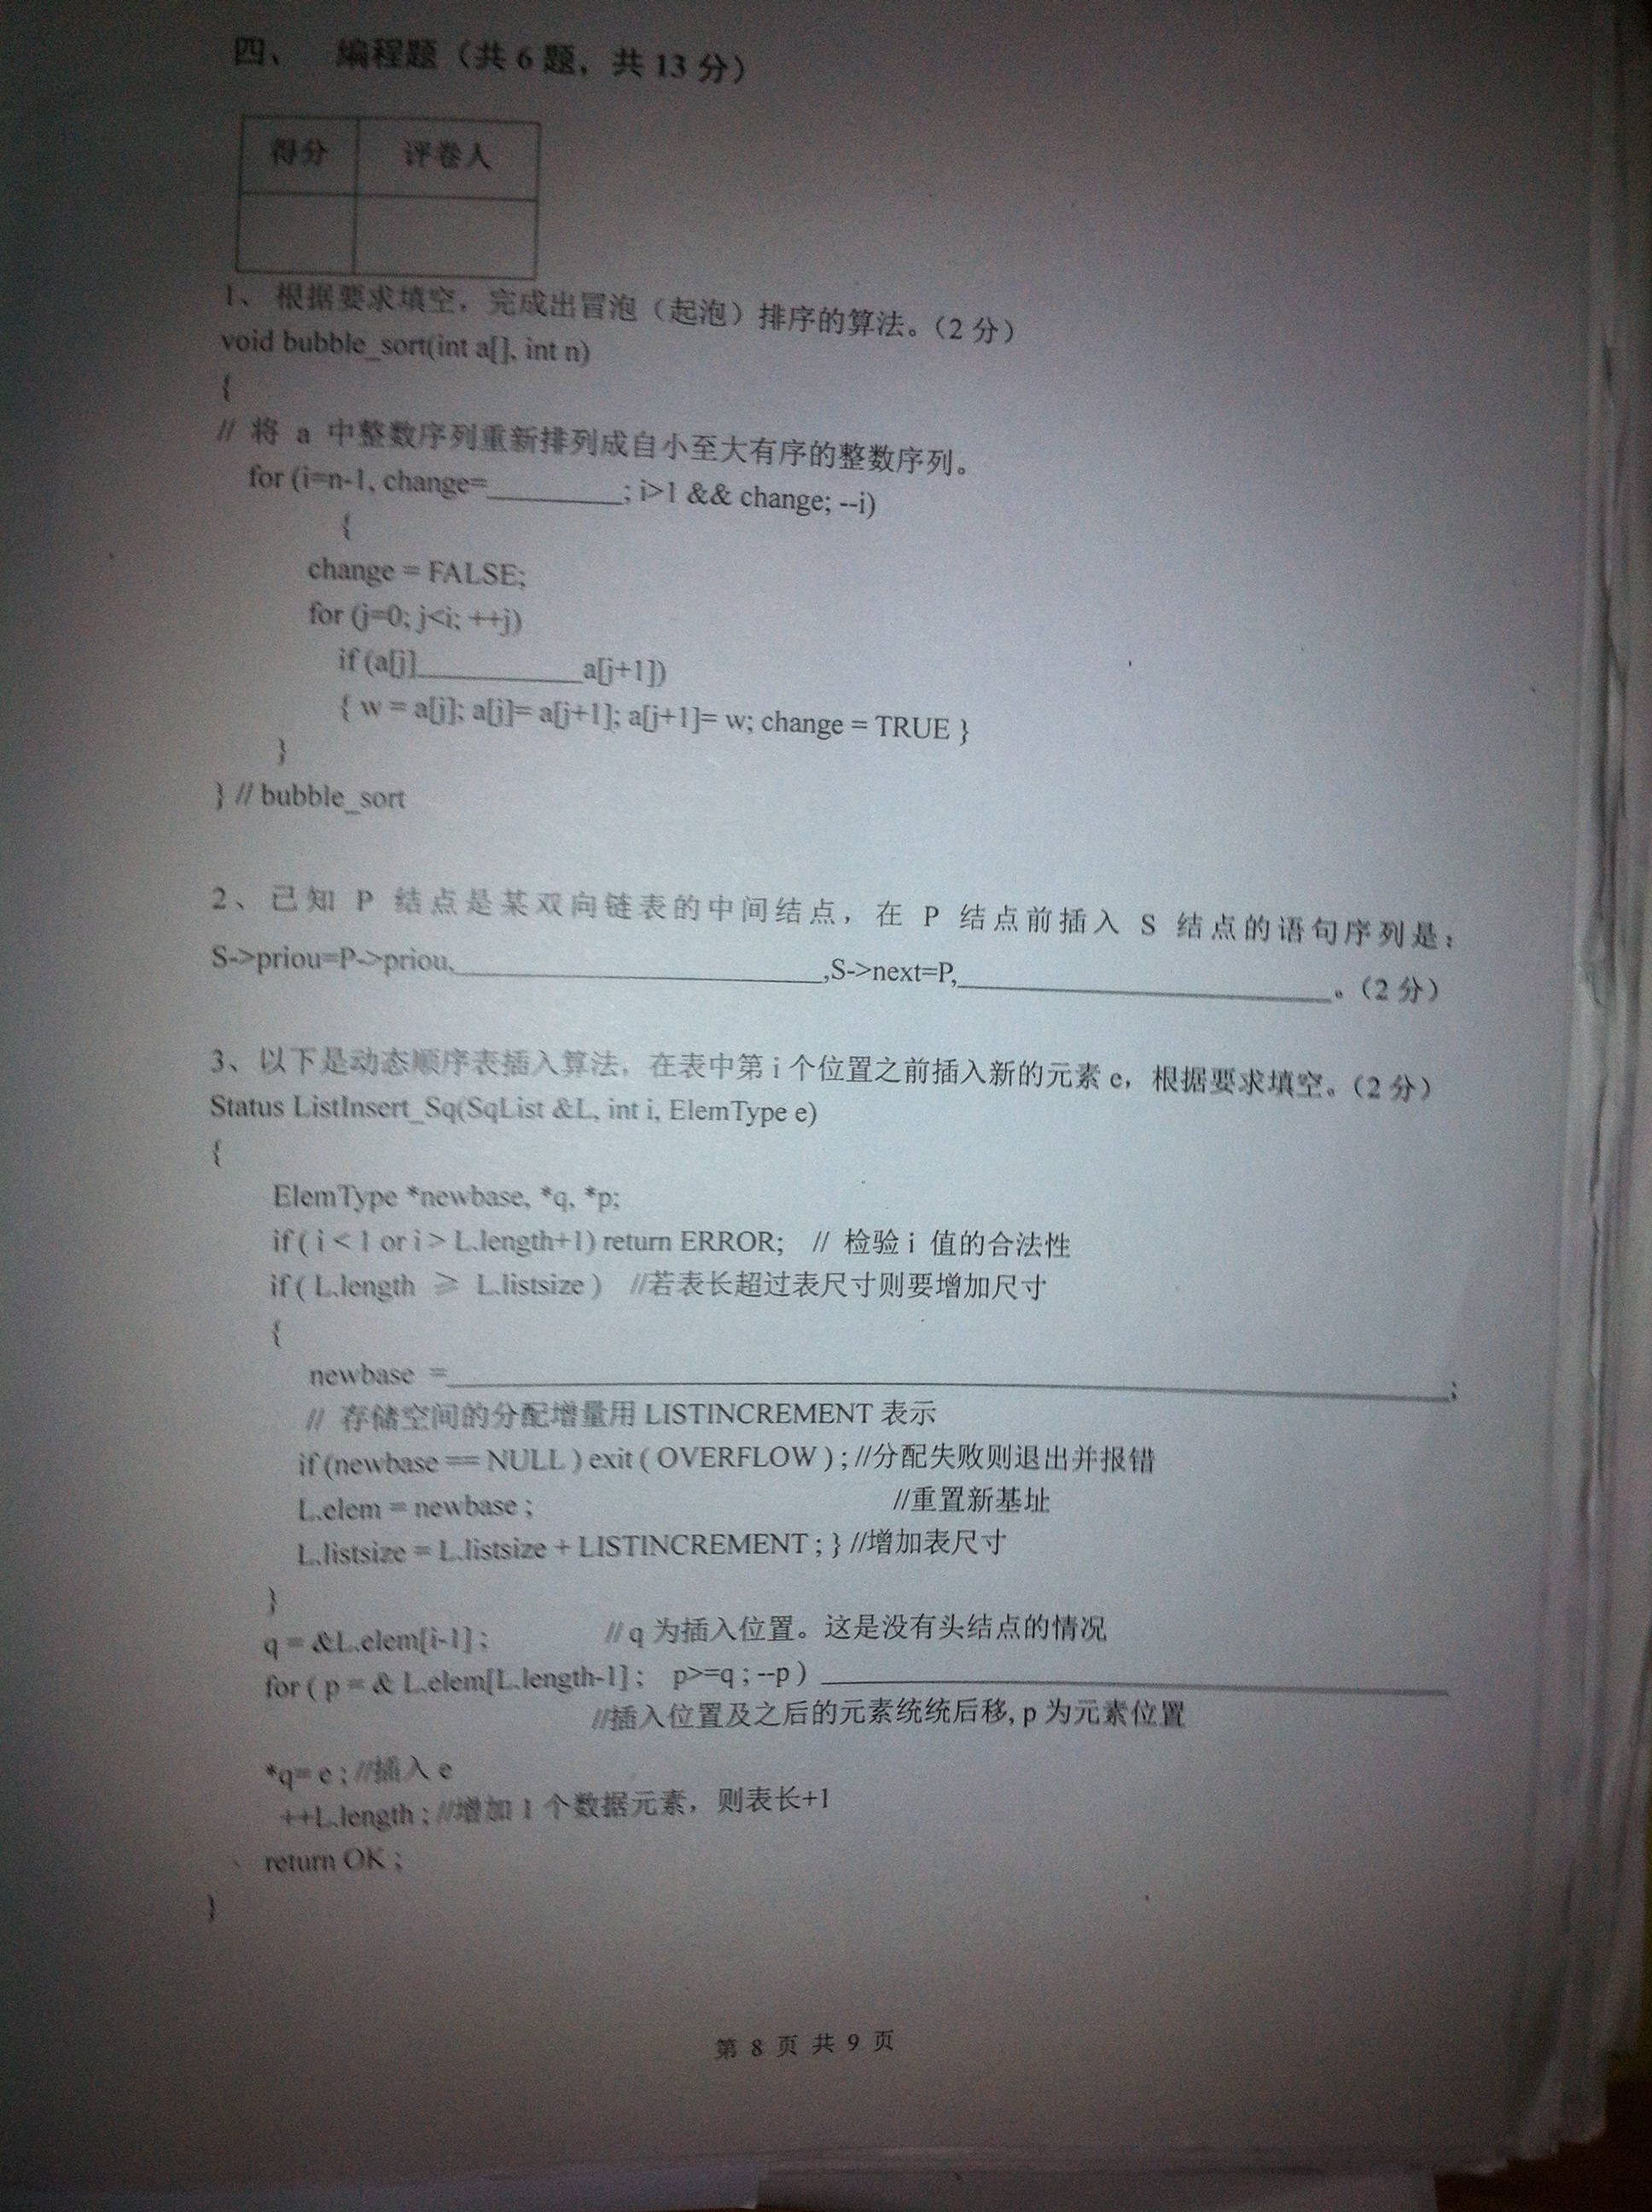 四、 编程题（共 6 题，共 13 分）
得分 评卷人
1、 根据要求填空，完成出冒泡（起泡）排序的算法。（2 分）
void bubble_sort(int a[], int n)
{
// 将 a 中整数序列重新排列成自小至大有序的整数序列。
for (i=n-1, change=_________; i>1 && change; --i)
{
change = FALSE;
for (j=0; j<i; ++j)
if (a[j]___________a[j+1])
{ w = a[j]; a[j]= a[j+1]; a[j+1]= w; change = TRUE }
}
} // bubble_sort
2、已知 P 结点是某双向链表的中间结点，在 P 结点前插入 S 结点的语句序列是：
S->priou=P->priou,_________________________,S->next=P,_________________________。（2 分）
3、以下是动态顺序表插入算法，在表中第 i 个位置之前插入新的元素 e，根据要求填空。（2 分）
Status ListInsert_Sq(SqList &L, int i, ElemType e)
{
ElemType *newbase, *q, *p;
if ( i < 1 or i > L.length+1) return ERROR; // 检验 i 值的合法性
if ( L.length ≥ L.listsize ) //若表长超过表尺寸则要增加尺寸
{
newbase =______________________________________________;
// 存储空间的分配增量用 LISTINCREMENT 表示
if (newbase == NULL ) exit ( OVERFLOW ) ; //分配失败则退出并报错
L.elem = newbase ; //重置新基址
L.listsize = L.listsize + LISTINCREMENT ; } //增加表尺寸
}
q = &L.elem[i-1] ; // q 为插入位置。这是没有头结点的情况
for ( p = & L.elem[L.length-1] ; p>=q ; --p ) __________________________________________
//插入位置及之后的元素统统后移, p 为元素位置
*q= e ; //插入 e
++L.length ; //增加 1 个数据元素，则表长+1
return OK ;
}
第 8 页 共 9 页